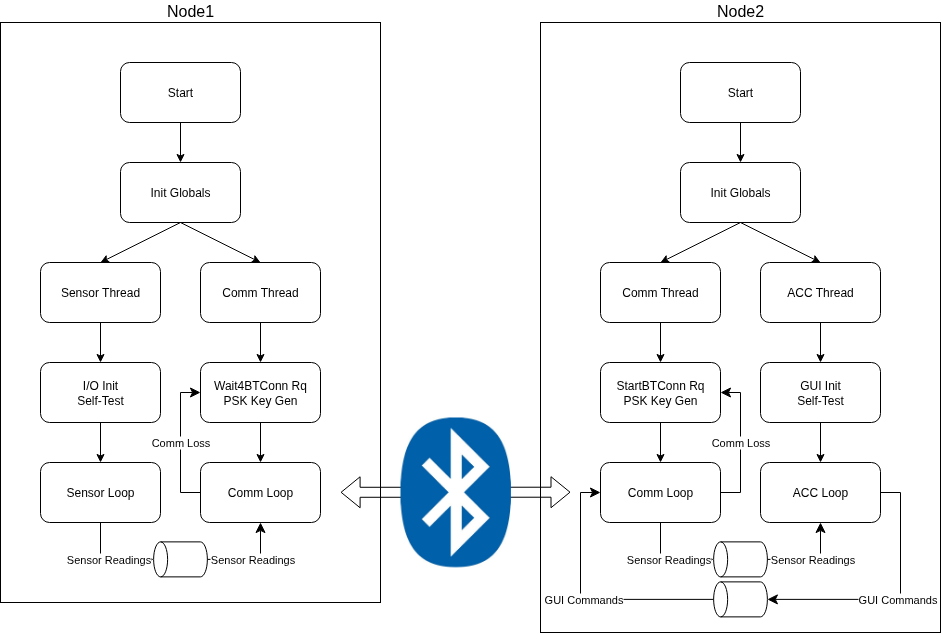 Node1
Node2
Start
Start
Init Globals
Init Globals
Sensor Thread
Comm Thread
Comm Thread
ACC Thread
I/O Init
Self-Test
Wait4BTConn Rq
PSK Key Gen
StartBTConn Rq
PSK Key Gen
GUI Init
Self-Test
Comm Loss
Comm Loss
Sensor Loop
Comm Loop
Comm Loop
ACC Loop
Sensor Readings
Sensor Readings
Sensor Readings
Sensor Readings
GUI Commands
GUI Commands